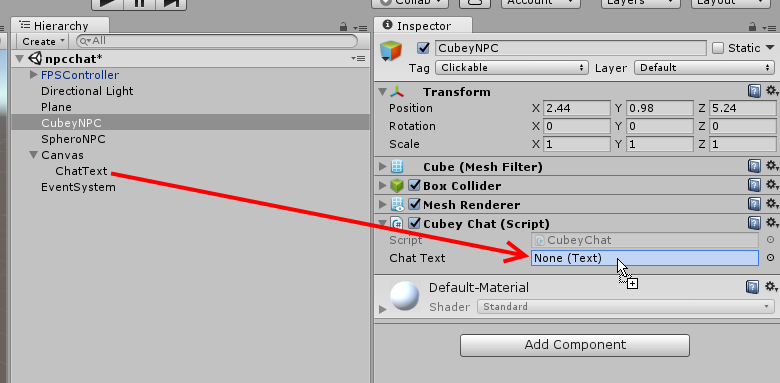 Collab
Account
Layers
Layout
Hierarchy
Create
All
npcchat*
FPSController
Directional Light
Plane
CubeyNPC
SpheroNPC
Canvas
ChatText
EventSystem
Inspector
CubeyNPC
Static
Tag Clickable Layer Default
Transform
Position X 2.44 Y 0.98 Z 5.24
Rotation X 0 Y 0 Z 0
Scale X 1 Y 1 Z 1
Cube (Mesh Filter)
Box Collider
Mesh Renderer
Cubey Chat (Script)
Script CubeyChat
Chat Text None (Text)
Default-Material
Shader Standard
Add Component